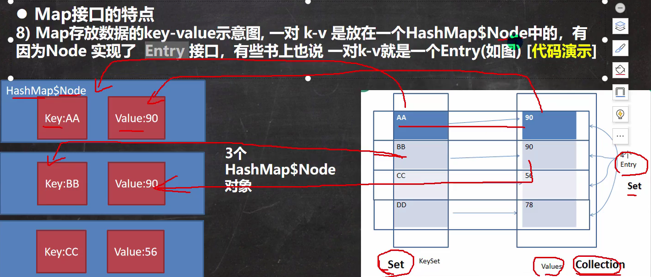 Map接口的特点
8) Map存放数据的key-value示意图, 一对 k-v 是放在一个HashMap$Node中的，有
因为Node 实现了 Entry 接口，有些书上也说 一对k-v就是一个Entry(如图) [代码演示]
HashMap$Node
Key:AA Value:90
Key:BB Value:90
Key:CC Value:56
3个
HashMap$Node
对象
AA 90
BB 90
CC 56
DD 78
Entry
Set
Set KeySet Values Collection